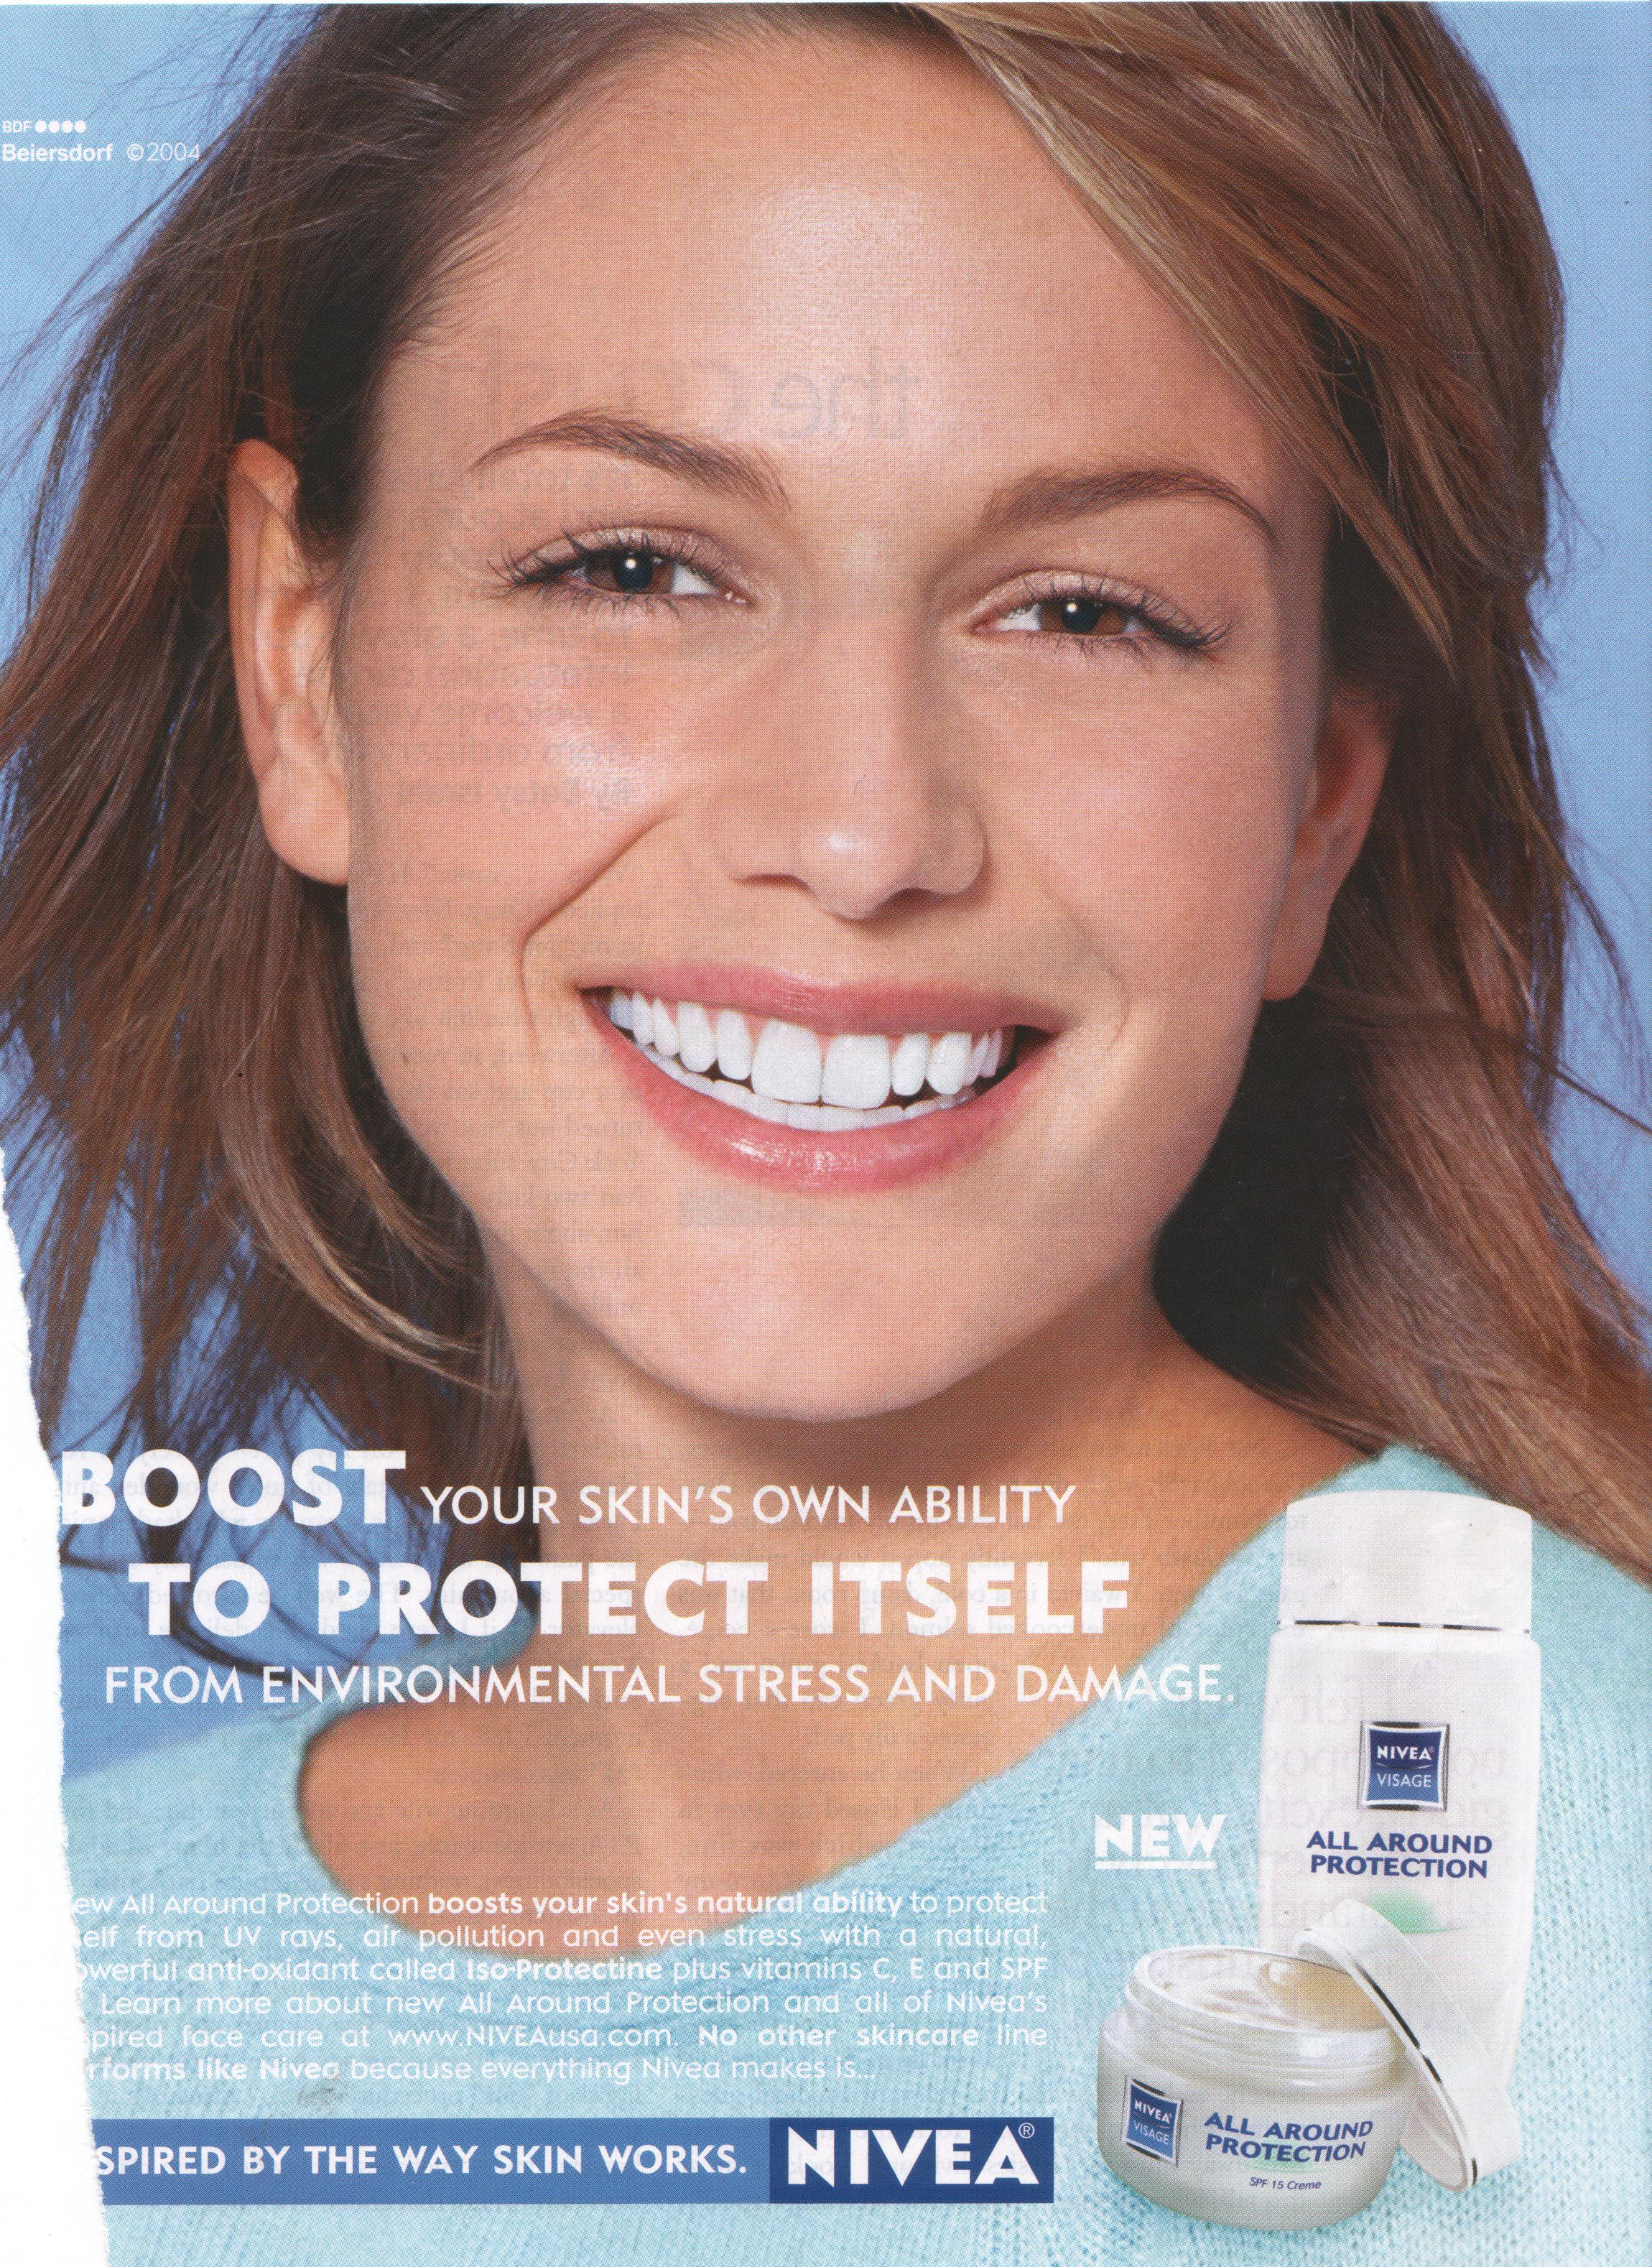 BDF
Beiersdorf ©2004
the
BOOST YOUR SKIN'S OWN ABILITY
TO PROTECT ITSELF
FROM ENVIRONMENTAL STRESS AND DAMAGE.
NIVEA
VISAGE
ALL AROUND
PROTECTION
NEW
ew All Around Protection boosts your skin's natural ability to protect
self from UV rays, air pollution and even stress with a natural,
owerful anti-oxidant called Iso-Protectine plus vitamins C, E and SPF
Learn more about new All Around Protection and all of Nivea's
pired face care at www.NIVEAusa.com. No other skincare line
rforms like Nivea because everything Nivea makes is...
SPIRED BY THE WAY SKIN WORKS. NIVEA®
NIVEA
VISAGE
ALL AROUND
PROTECTION
SPF 15 Creme